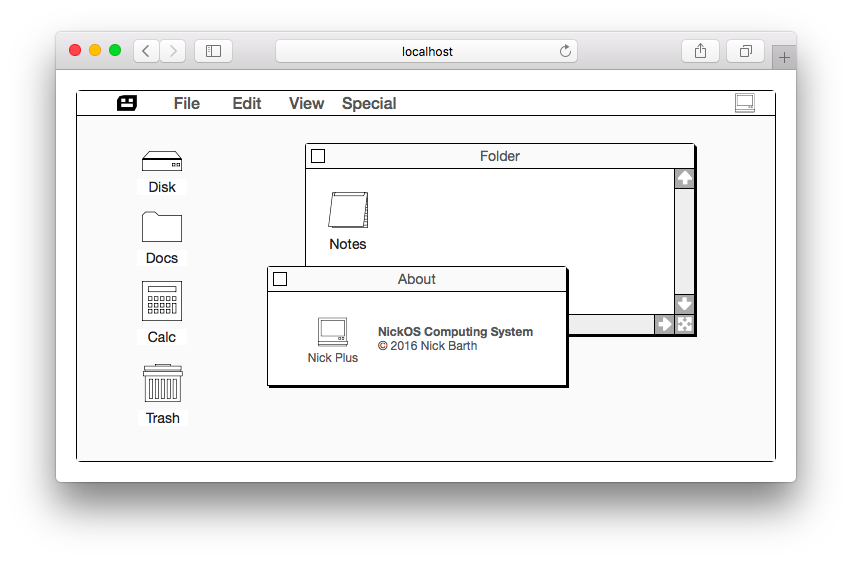 localhost
File Edit View Special
Disk
Docs
Calc
Trash
Folder
Notes
About
Nick Plus
NickOS Computing System
© 2016 Nick Barth